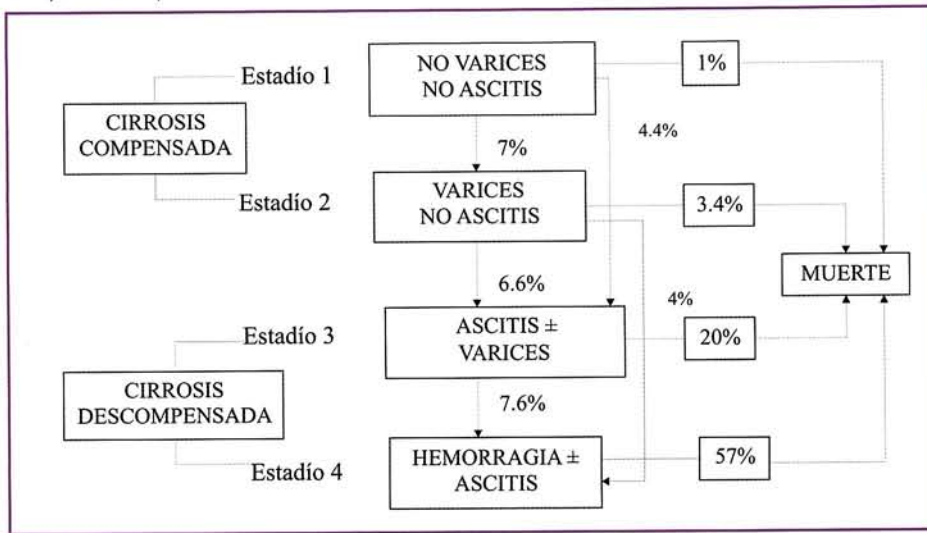 Estadío 1
NO VARICES
NO ASCITIS
1%
CIRROSIS
COMPENSADA
4.4%
7%
Estadío 2
VARICES
NO ASCITIS
3.4%
MUERTE
6.6%
4%
Estadío 3
ASCITIS ±
VARICES
20%
CIRROSIS
DESCOMPENSADA
7.6%
Estadío 4
HEMORRAGIA ±
ASCITIS
57%